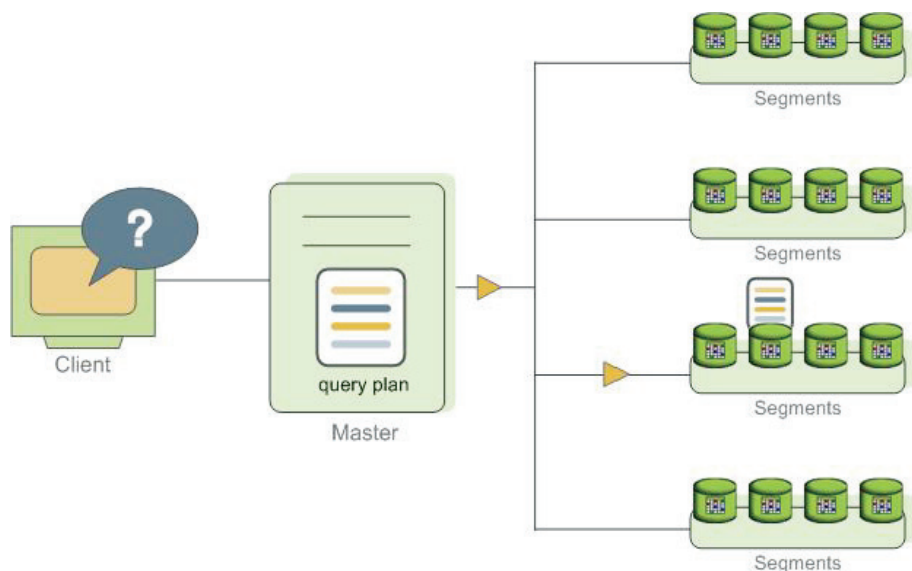 Segments
Segments
?
Client
query plan
Master
Segments
Segments